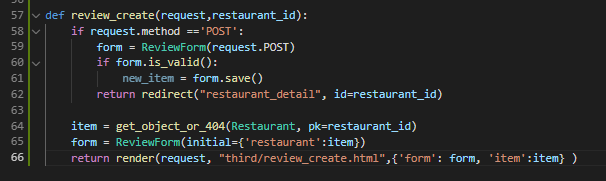 57 def review_create(request,restaurant_id):
58 if request.method =='POST':
59 form = ReviewForm(request.POST)
60 if form.is_valid():
61 new_item = form.save()
62 return redirect("restaurant_detail", id=restaurant_id)
63
64 item = get_object_or_404(Restaurant, pk=restaurant_id)
65 form = ReviewForm(initial={'restaurant':item})
66 return render(request, "third/review_create.html",{'form': form, 'item':item} )